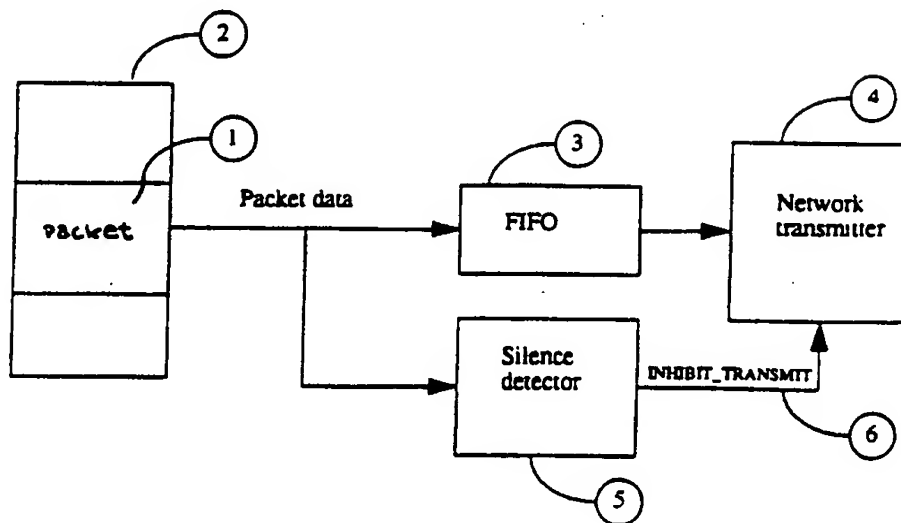 2
1
3
4
Packet data
Packet
FIFO
Network
transmitter
Silence
detector
INHIBIT_TRANSMIT
5
6